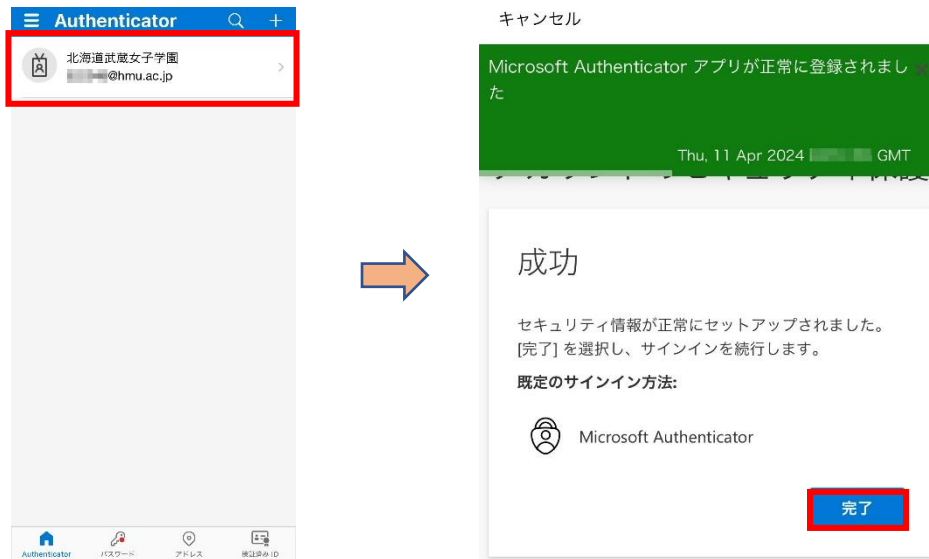 Authenticator
北海道武蔵女子学園
@hmu.ac.jp
Authenticator
パスワード
アドレス
検証済み ID
キャンセル
Microsoft Authenticator アプリが正常に登録されまし
た
Thu, 11 Apr 2024
GMT
成功
セキュリティ情報が正常にセットアップされました。
[完了] を選択し、サインインを続行します。
既定のサインイン方法:
Microsoft Authenticator
完了